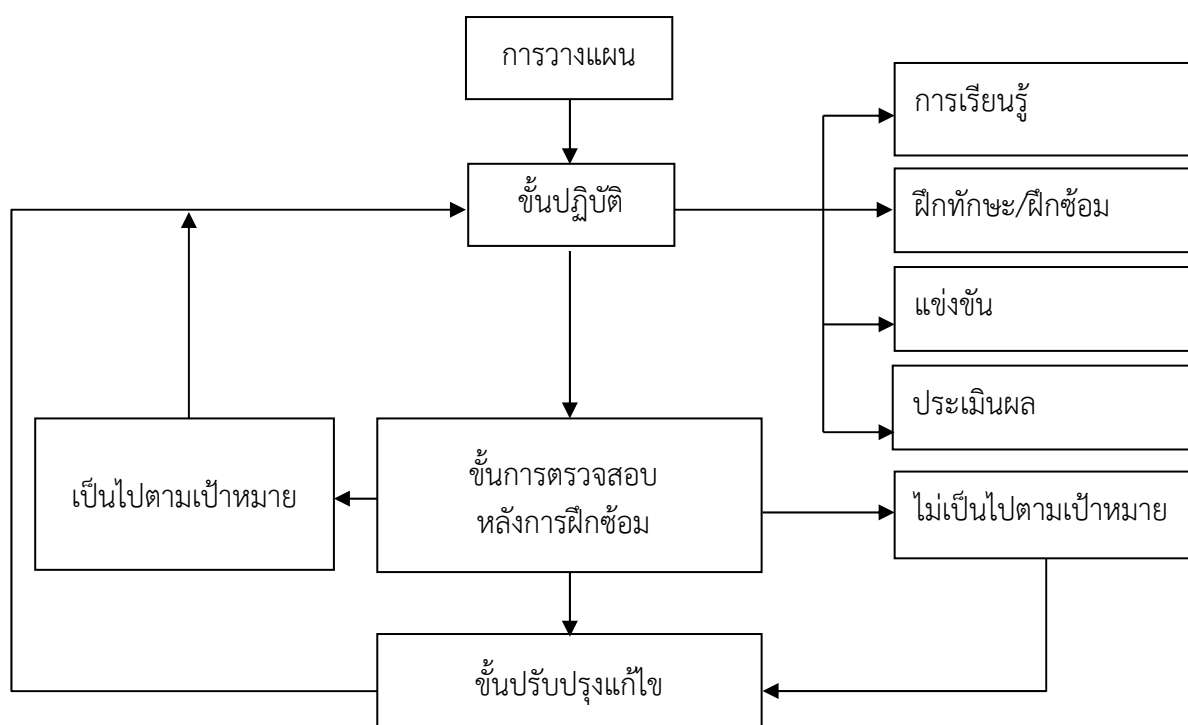 การวางแผน
การเรียนรู้
ขั้นปฏิบัติ
ฝึกทักษะ/ฝึกซ้อม
แข่งขัน
ประเมินผล
เป็นไปตามเป้าหมาย
ขั้นการตรวจสอบ
หลังการฝึกซ้อม
ไม่เป็นไปตามเป้าหมาย
ขั้นปรับปรุงแก้ไข